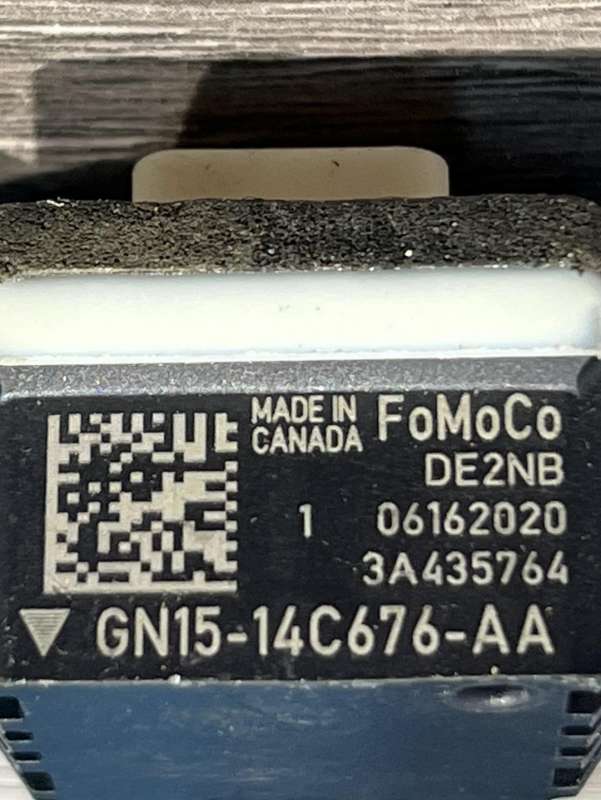 MADE IN
CANADA
FoMoCo
DE2NB
1 06162020
3A435764
GN15-14C676-AA